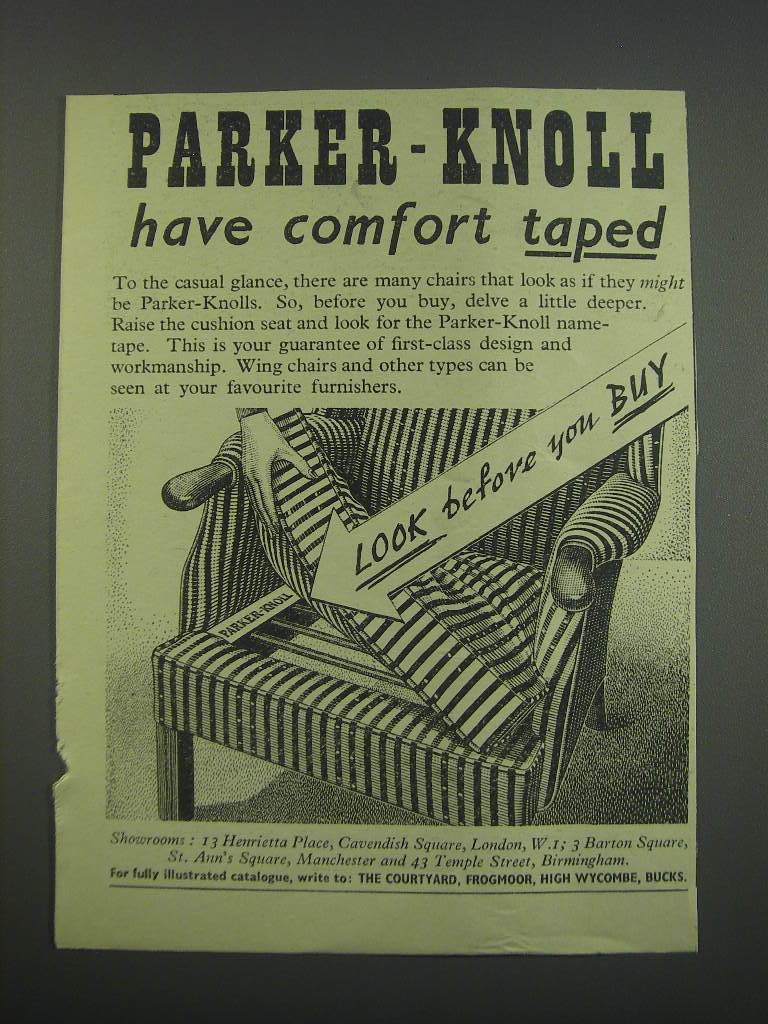 PARKER-KNOLL
have comfort taped
To the casual glance, there are many chairs that look as if they might
be Parker-Knolls. So, before you buy, delve a little deeper.
Raise the cushion seat and look for the Parker-Knoll name-
tape. This is your guarantee of first-class design and
workmanship. Wing chairs and other types can be
seen at your favourite furnishers.
LOOK before you BUY
PARKER-KNOLL
Showrooms : 13 Henrietta Place, Cavendish Square, London, W.1; 3 Barton Square,
St. Ann's Square, Manchester and 43 Temple Street, Birmingham.
For fully illustrated catalogue, write to: THE COURTYARD, FROGMOOR, HIGH WYCOMBE, BUCKS.